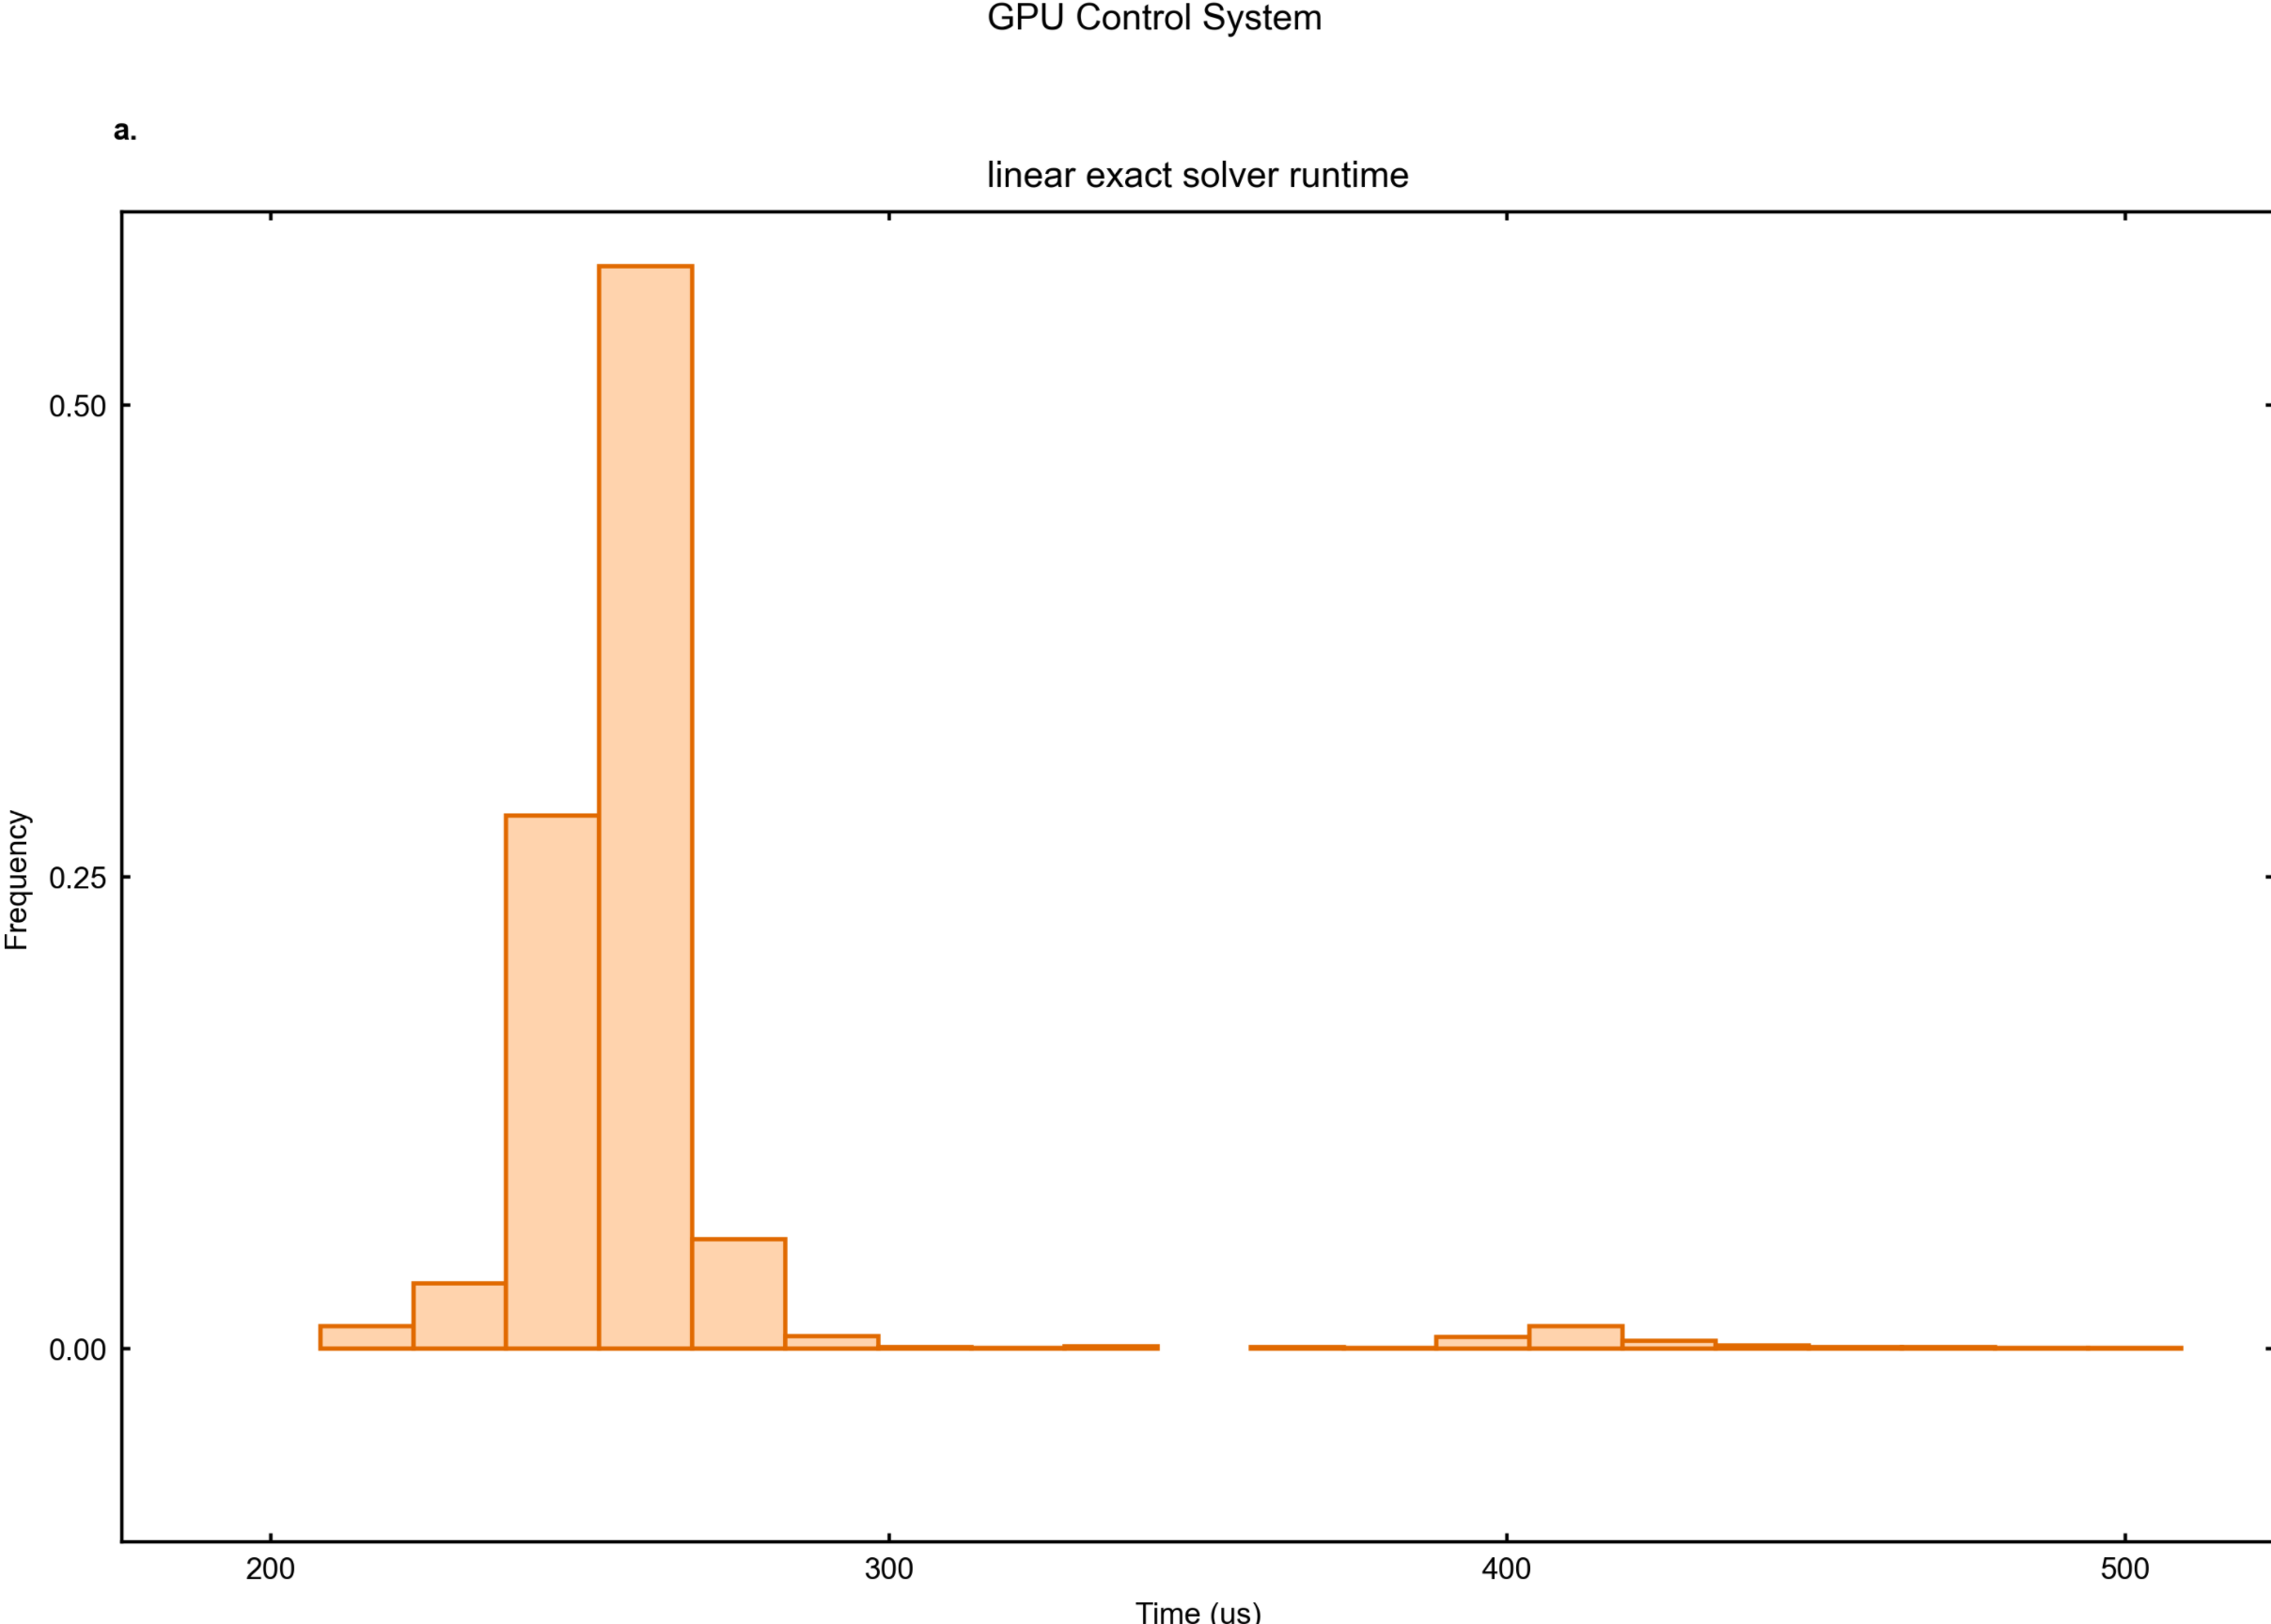 GPU Control System
a.
linear exact solver runtime
Frequency
0.50
0.25
0.00
200
300
400
500
Time (us)